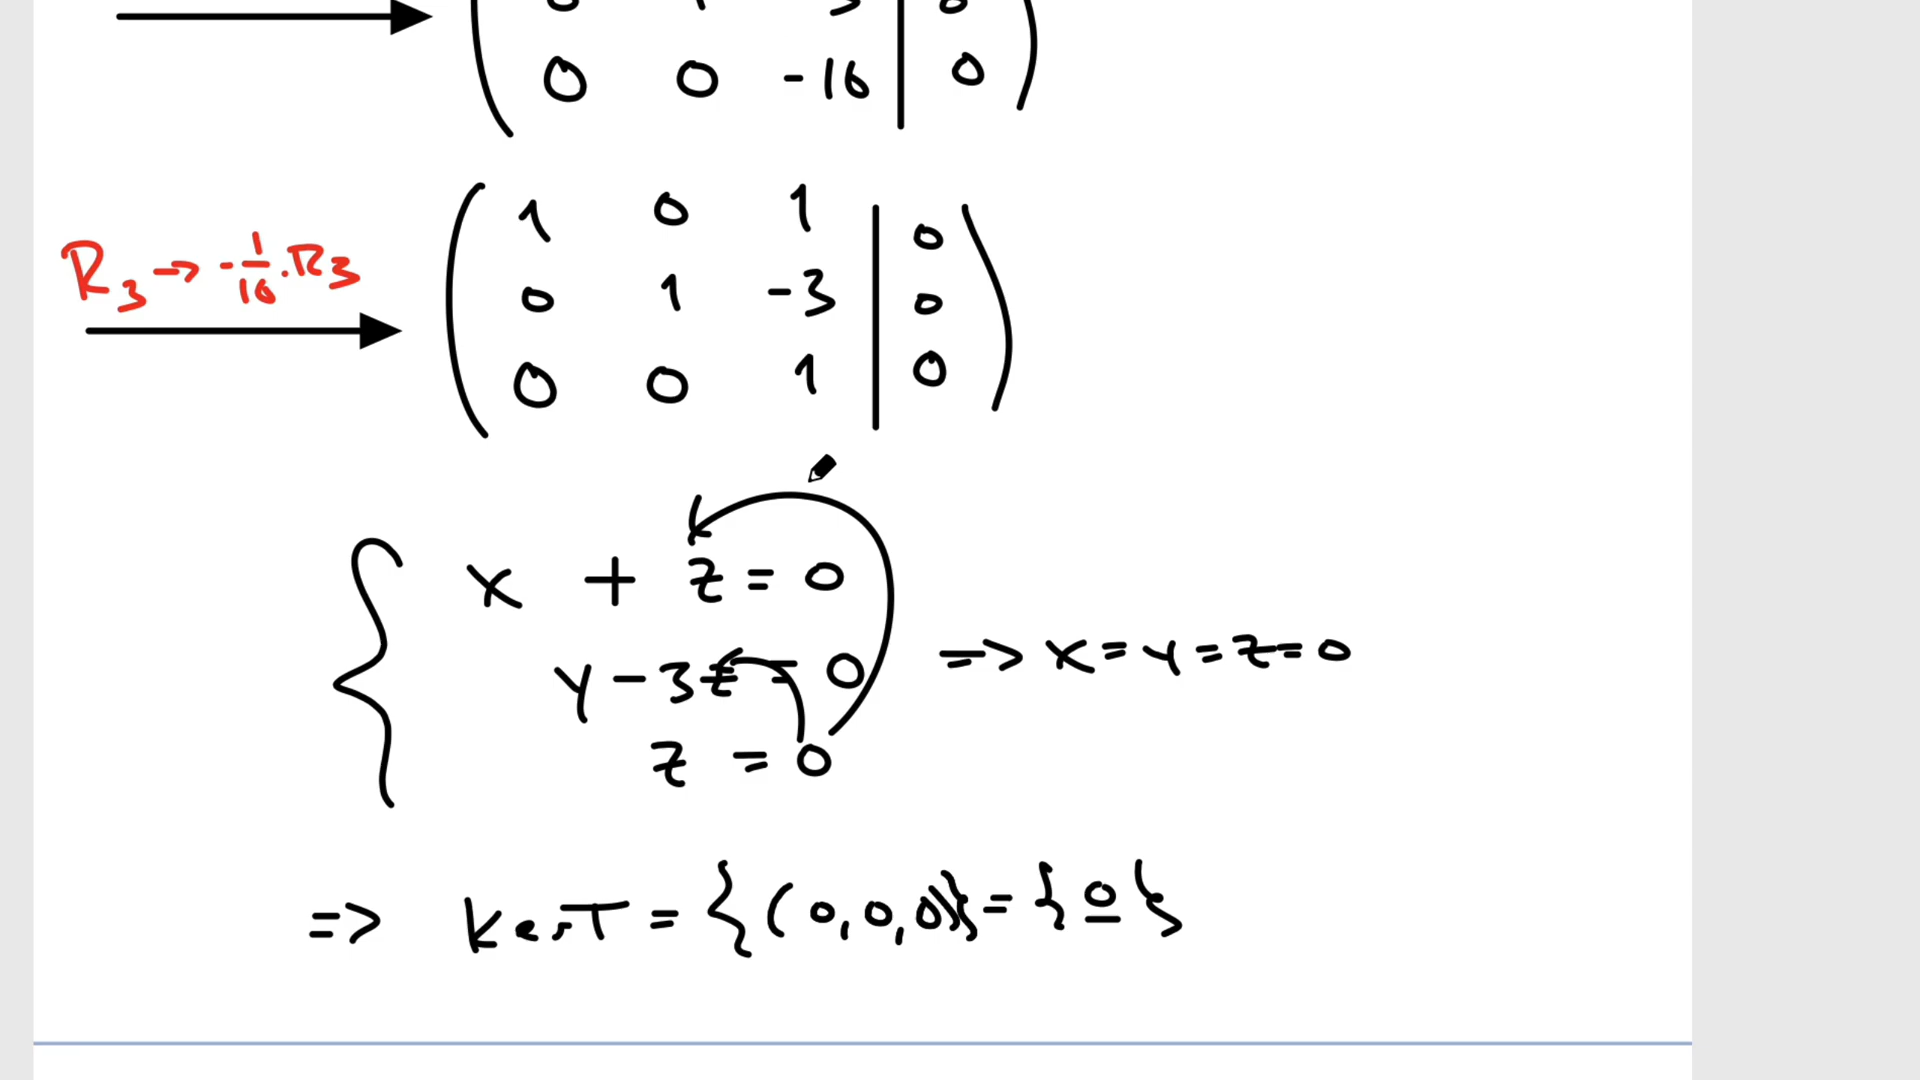 0 0 -16 | 0
R3 → -1/16 . R3
1 0 1 | 0
0 1 -3 | 0
0 0 1 | 0
x + z = 0
y - 3z = 0 => x = y = z = 0
z = 0
=> ker T = {(0,0,0)} = {0}